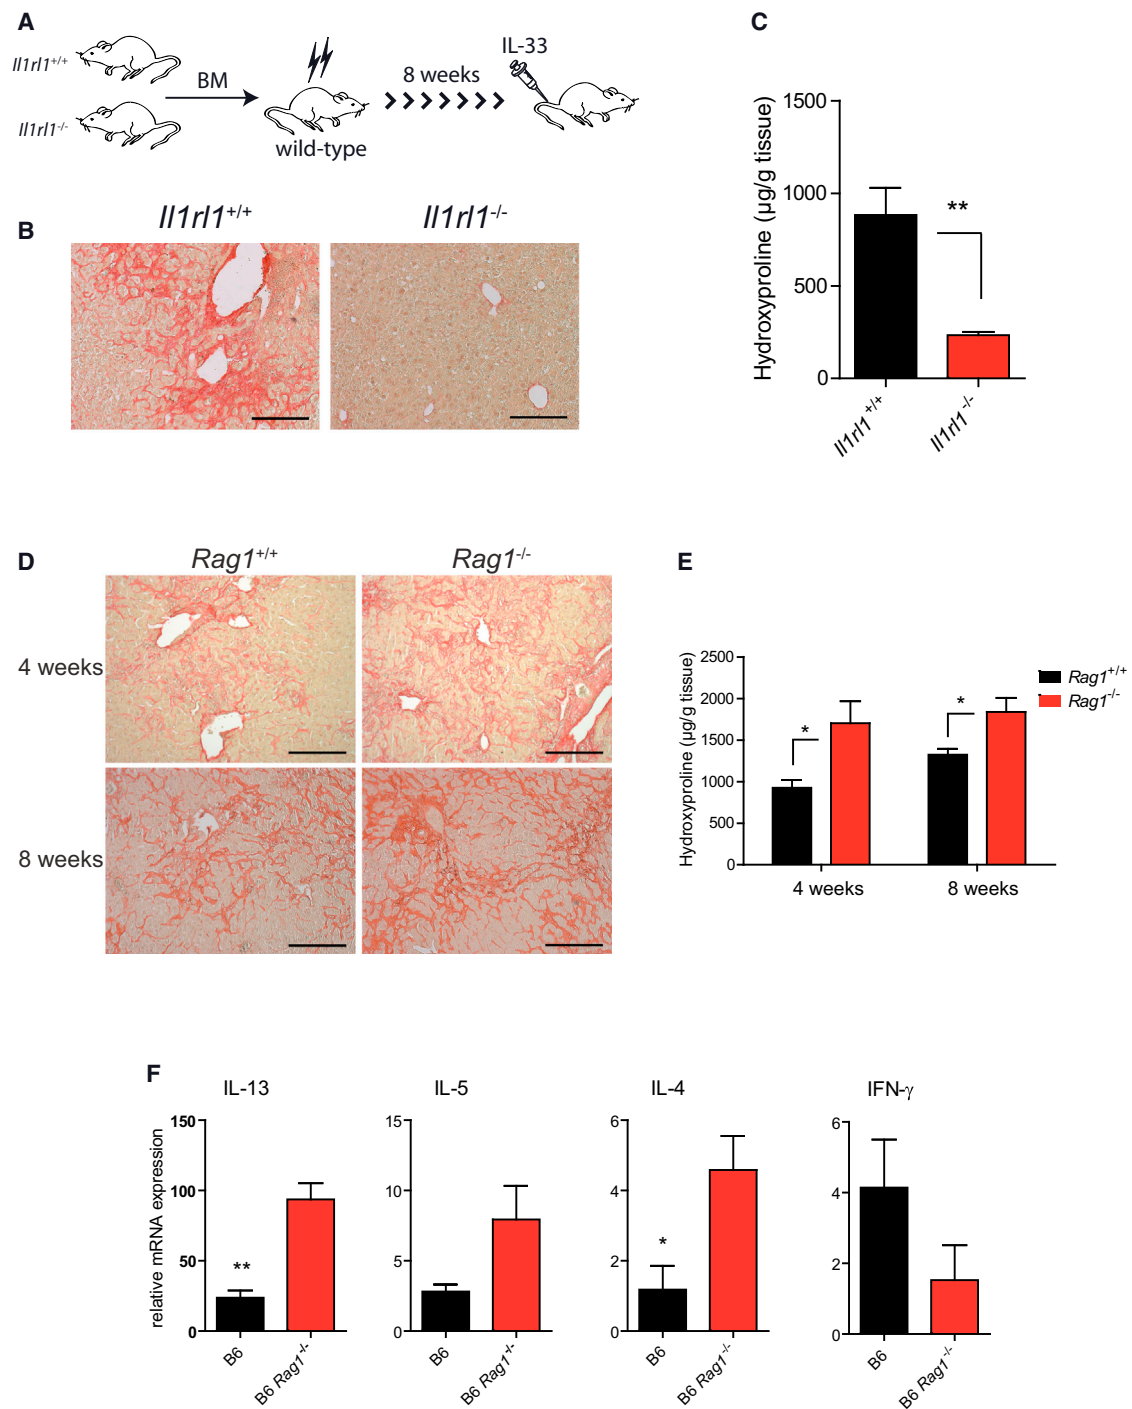 A
Il1rl1+/+
Il1rl1-/-
BM
wild-type
8 weeks
IL-33
B
Il1rl1+/+
Il1rl1-/-
C
Hydroxyproline (µg/g tissue)
1500
1000
500
0
**
Il1rl1+/+
Il1rl1-/-
D
Rag1+/+
Rag1-/-
4 weeks
8 weeks
E
Hydroxyproline (µg/g tissue)
2500
2000
1500
1000
500
0
*
*
4 weeks
8 weeks
Rag1+/+
Rag1-/-
F
IL-13
relative mRNA expression
150
100
50
0
**
B6
B6 Rag1-/-
IL-5
15
10
5
0
B6
B6 Rag1-/-
IL-4
6
4
2
0
*
B6
B6 Rag1-/-
IFN-γ
6
4
2
0
B6
B6 Rag1-/-